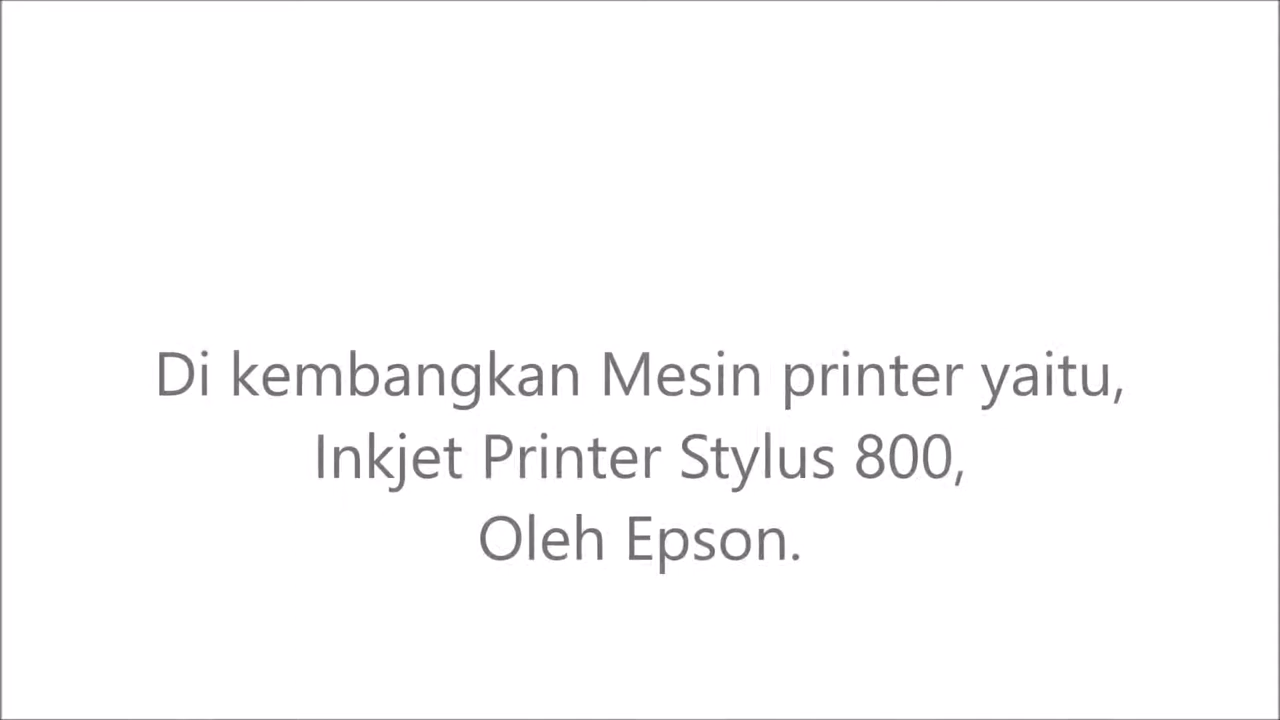 Di kembangkan Mesin printer yaitu,
Inkjet Printer Stylus 800,
Oleh Epson.